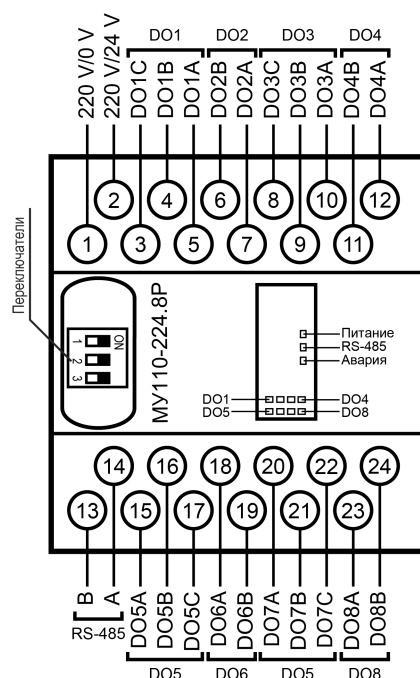 DO1 DO2 DO3 DO4
220 V/0 V
220 V/24 V
DO1C
DO1B
DO1A
DO2B
DO2A
DO3C
DO3B
DO3A
DO4B
DO4A
2 4 6 8 10 12
1 3 5 7 9 11
Переключатели
ON
1
2
3
МУ110-224.8Р
Питание
RS-485
Авария
DO1 DO4
DO5 DO8
14 16 18 20 22 24
13 15 17 19 21 23
B
A
DO5A
DO5B
DO5C
DO6A
DO6B
DO7A
DO7B
DO7C
DO8A
DO8B
RS-485
DO5 DO6 DO5 DO8